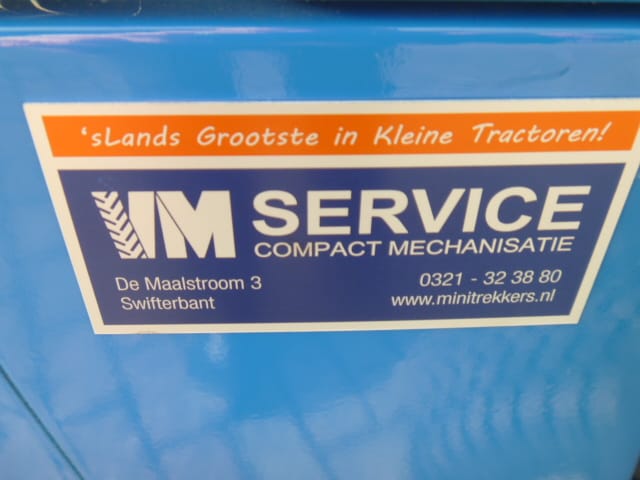 'sLands Grootste in Kleine Tractoren!
VM SERVICE
COMPACT MECHANISATIE
De Maalstroom 3
Swifterbant
0321 - 32 38 80
www.minitrekkers.nl